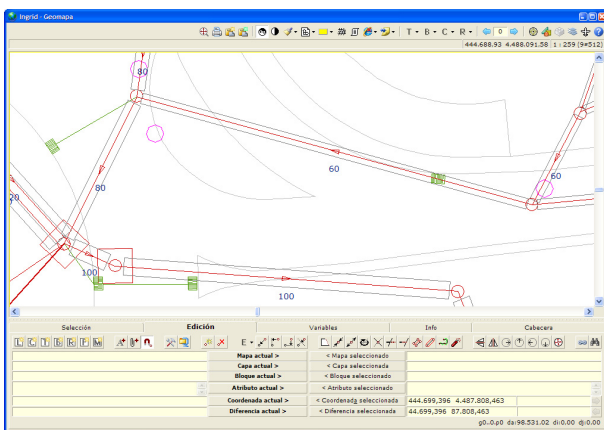 Ingrid - Geomapa
T - B - C - R - 0
444.688.93 4.488.091.58 1:259 (9*512)
80
60
60
80
20
100
100
Selección Edición Variables Info Cabecera
E
Mapa actual > < Mapa seleccionado
Capa actual > < Capa seleccionada
Bloque actual > < Bloque seleccionado
Atributo actual > < Atributo seleccionado
Coordenada actual > < Coordenada seleccionada 444.699,396 4.487.808,463
Diferencia actual > < Diferencia seleccionada 44.699,396 87.808,463
g0..0.p0 da:98.531.02 di:0.00 dj:0.00